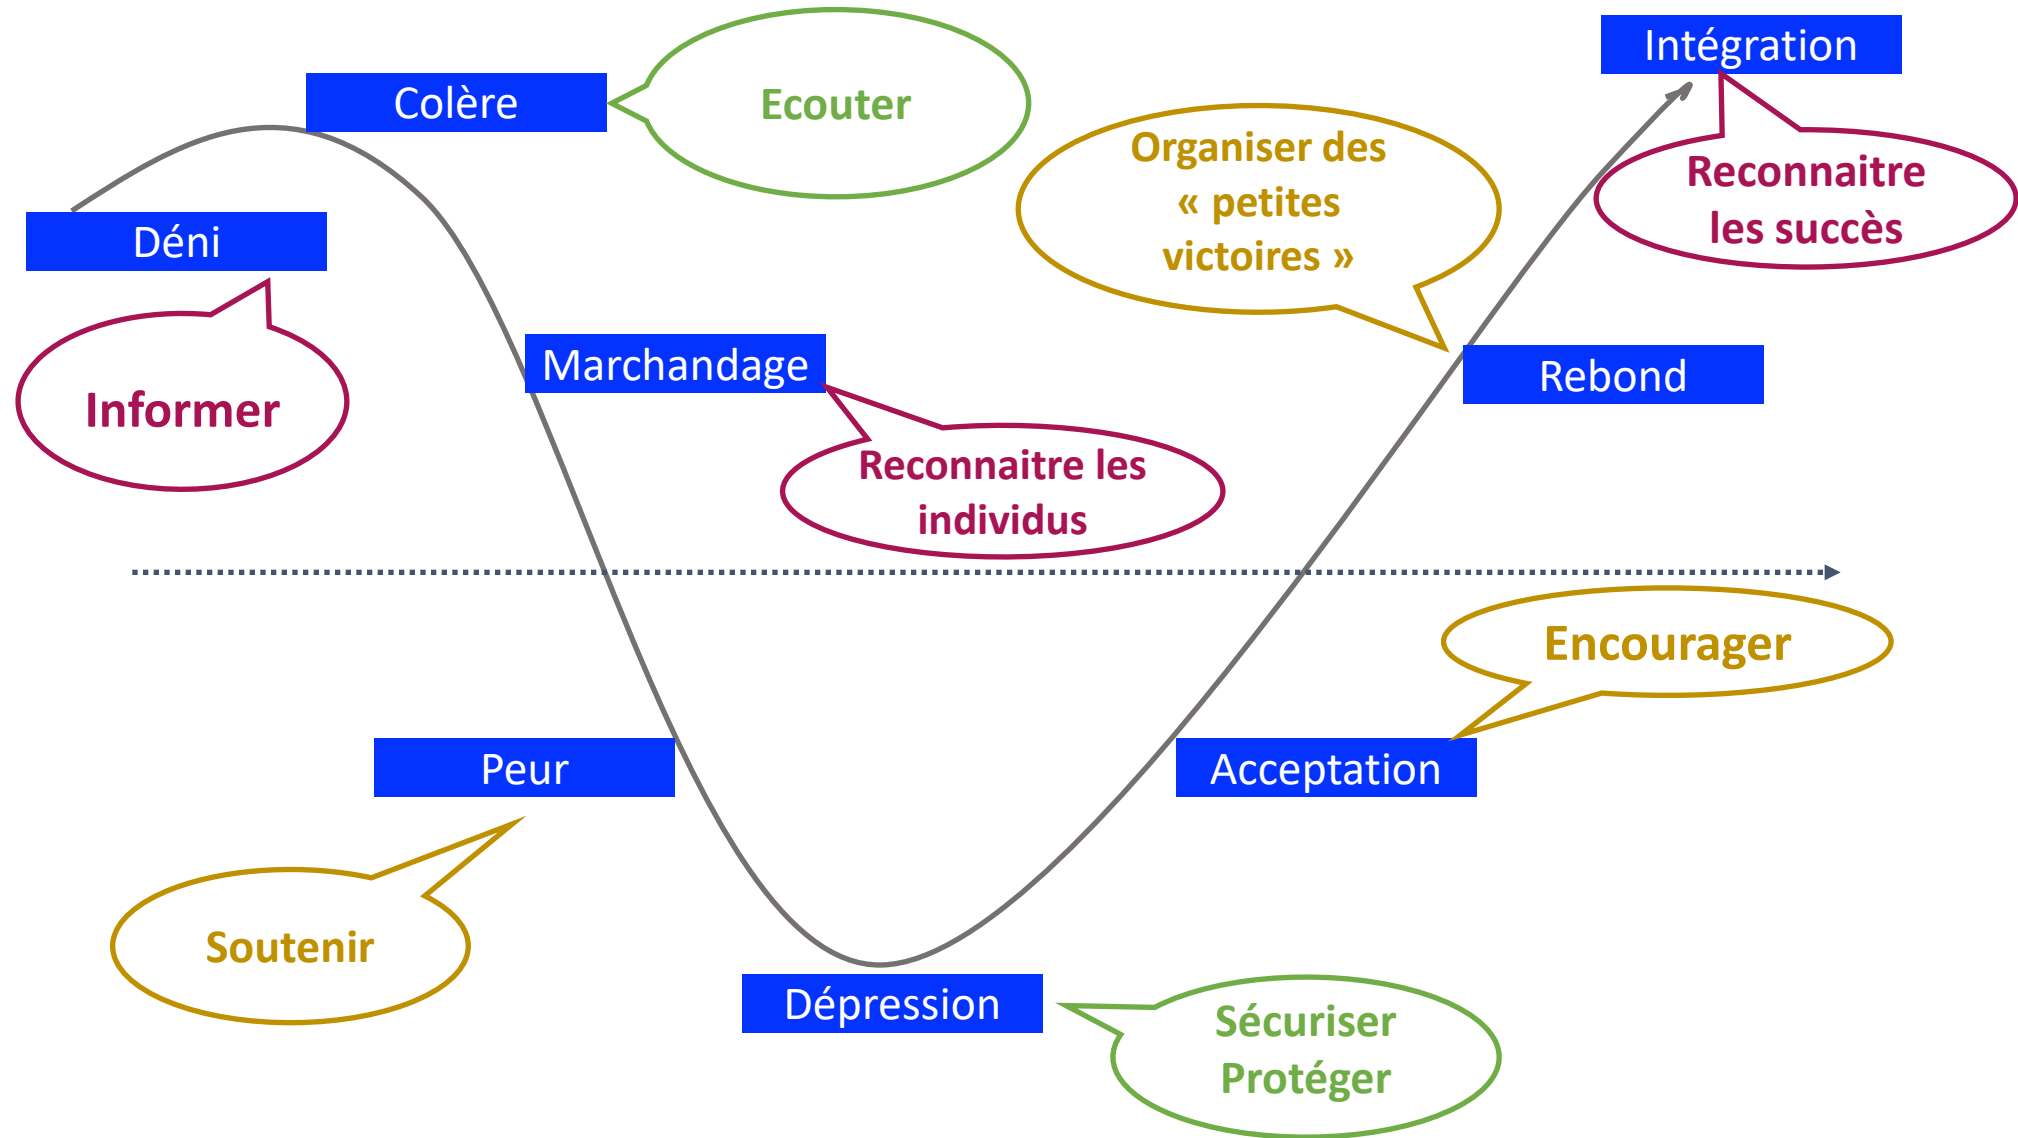 Intégration
Colère
Ecouter
Organiser des
« petites
victoires »
Reconnaitre
les succès
Déni
Informer
Marchandage
Rebond
Reconnaitre les
individus
Encourager
Peur
Acceptation
Soutenir
Dépression
Sécuriser
Protéger